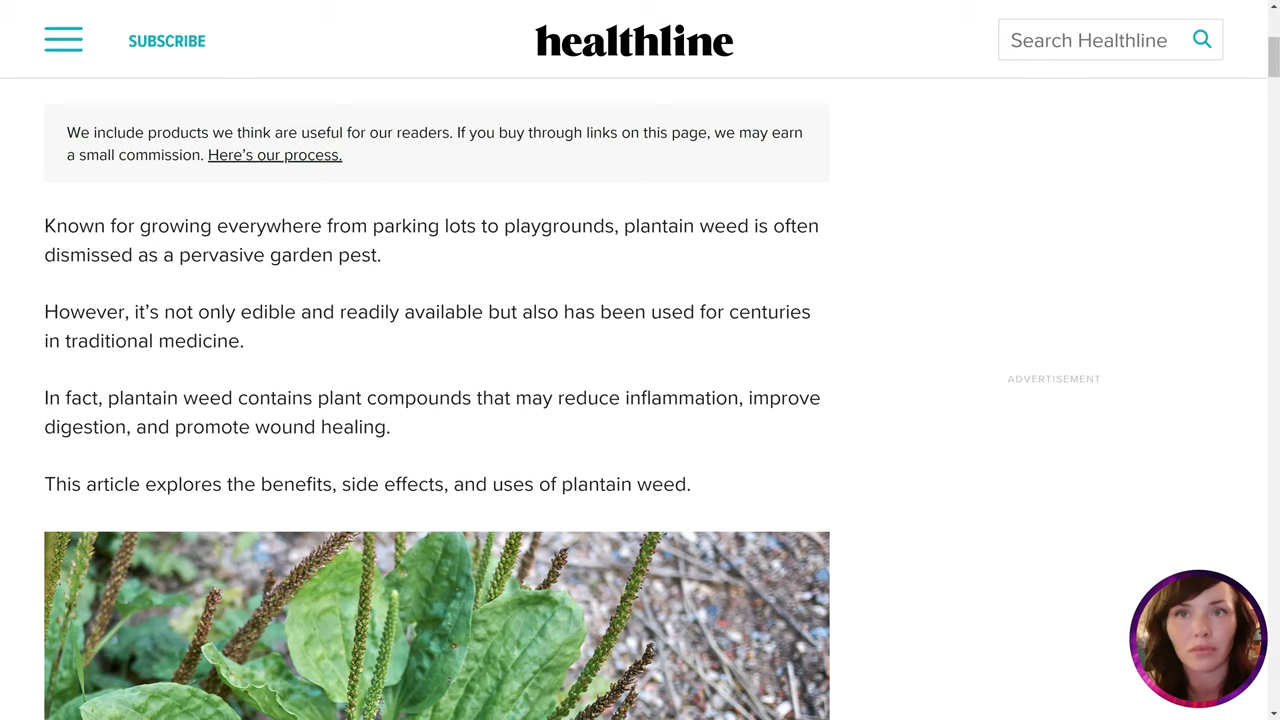 SUBSCRIBE
healthline
Search Healthline
We include products we think are useful for our readers. If you buy through links on this page, we may earn
a small commission. Here’s our process.
Known for growing everywhere from parking lots to playgrounds, plantain weed is often
dismissed as a pervasive garden pest.
However, it’s not only edible and readily available but also has been used for centuries
in traditional medicine.
ADVERTISEMENT
In fact, plantain weed contains plant compounds that may reduce inflammation, improve
digestion, and promote wound healing.
This article explores the benefits, side effects, and uses of plantain weed.